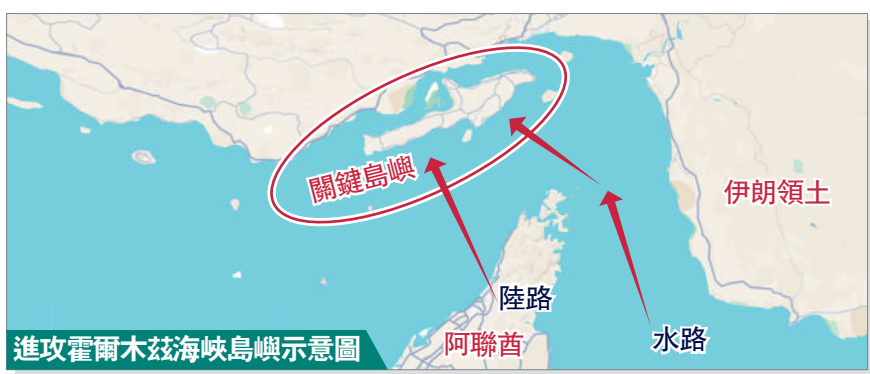 關鍵島嶼
伊朗領土
陸路
阿聯酋
水路
進攻霍爾木茲海峽島嶼示意圖